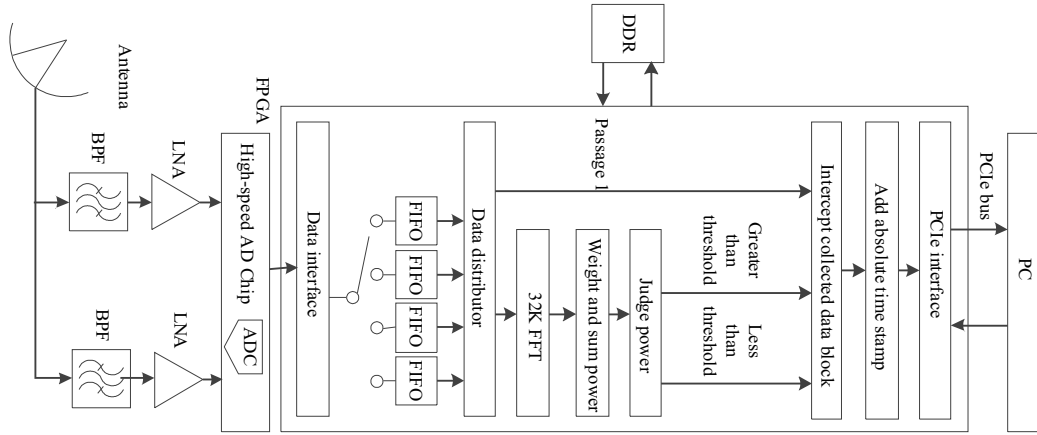 Antenna
BPF
LNA
BPF
LNA
High-speed AD Chip
ADC
FPGA
Data interface
FIFO
FIFO
FIFO
FIFO
Data distributor
DDR
Passage 1
32K FFT
Weight and sum power
Judge power
Greater
than
threshold
Less
than
threshold
Intercept collected data block
Add absolute time stamp
PCIe interface
PCIe bus
PC